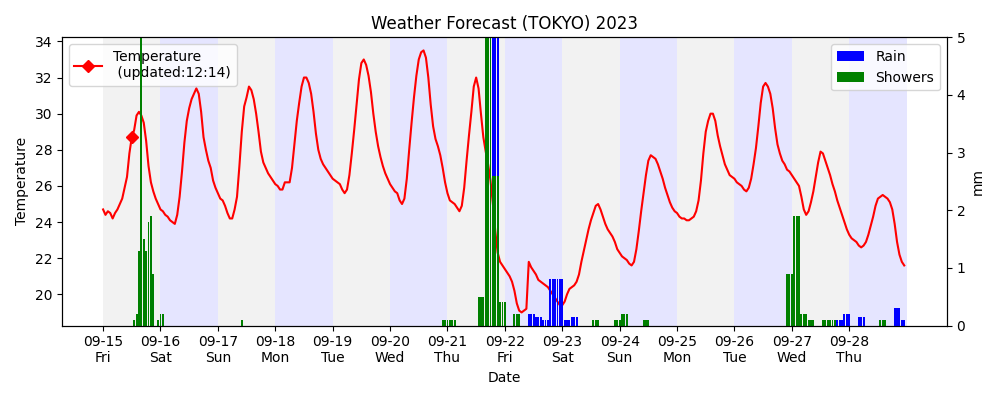 Weather Forecast (TOKYO) 2023
Temperature
(updated:12:14)
Rain
Showers
Temperature
34
32
30
28
26
24
22
20
5
4
3
2
1
0
mm
09-15 09-16 09-17 09-18 09-19 09-20 09-21 09-22 09-23 09-24 09-25 09-26 09-27 09-28
Fri Sat Sun Mon Tue Wed Thu Fri Sat Sun Mon Tue Wed Thu
Date